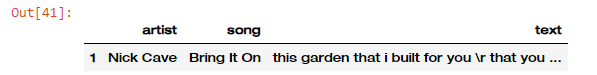 Out[41]:
artist song text
1 Nick Cave Bring It On this garden that i built for you \r that you ...